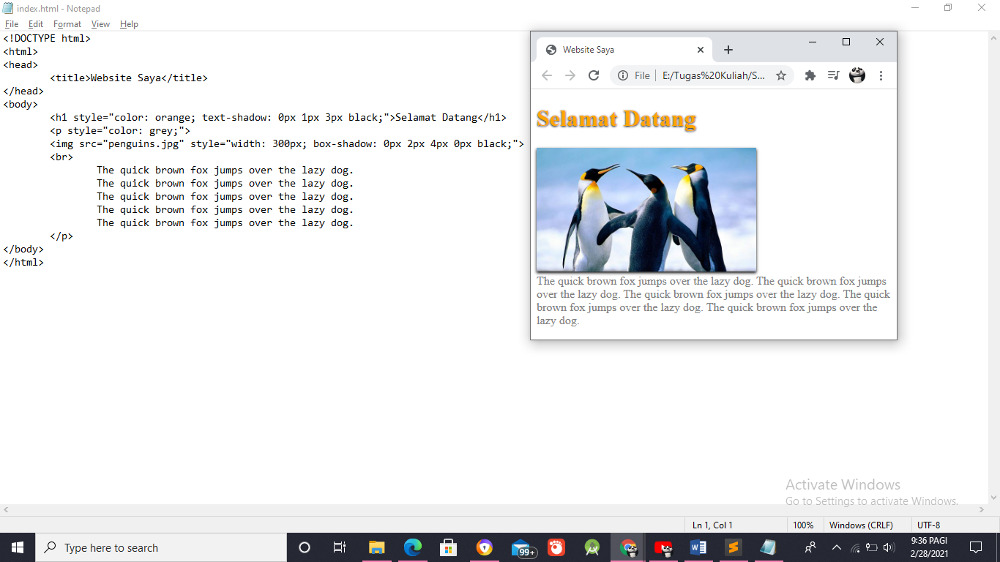 index.html - Notepad
File Edit Format View Help
<!DOCTYPE html>
<html>
<head>
<title>Website Saya</title>
</head>
<body>
<h1 style="color: orange; text-shadow: 0px 1px 3px black;">Selamat Datang</h1>
<p style="color: grey;">
<img src="penguins.jpg" style="width: 300px; box-shadow: 0px 2px 4px 0px black;">
<br>
The quick brown fox jumps over the lazy dog.
The quick brown fox jumps over the lazy dog.
The quick brown fox jumps over the lazy dog.
The quick brown fox jumps over the lazy dog.
The quick brown fox jumps over the lazy dog.
</p>
</body>
</html>
Website Saya
File E:/Tugas%20Kuliah/S...
Selamat Datang
The quick brown fox jumps over the lazy dog. The quick brown fox jumps
over the lazy dog. The quick brown fox jumps over the lazy dog. The quick
brown fox jumps over the lazy dog. The quick brown fox jumps over the
lazy dog.
Activate Windows
Go to Settings to activate Windows.
Ln 1, Col 1 100% Windows (CRLF) UTF-8
Type here to search
99+
9:36 PAGI
2/28/2021